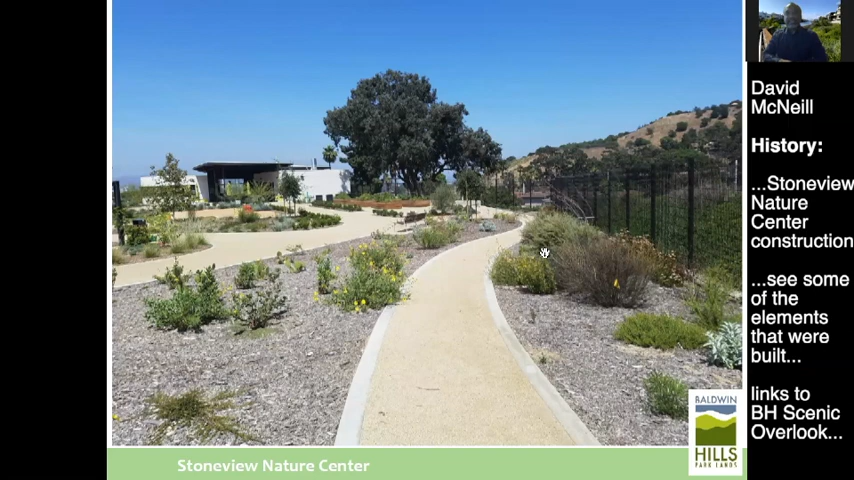 David
McNeill
History:
...Stoneview
Nature
Center
construction
...see some
of the
elements
that were
built...
links to
BH Scenic
Overlook...
BALDWIN
HILLS
PARK LANDS
Stoneview Nature Center